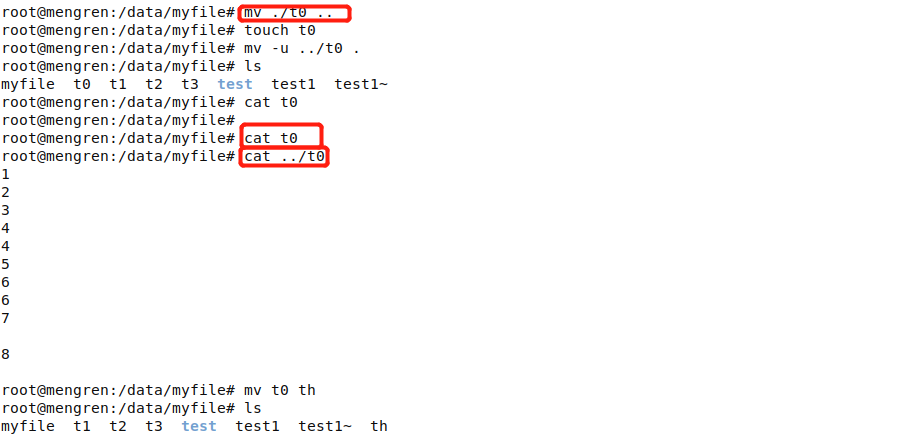 root@mengren:/data/myfile# mv ./t0 ..
root@mengren:/data/myfile# touch t0
root@mengren:/data/myfile# mv -u ../t0 .
root@mengren:/data/myfile# ls
myfile  t0  t1  t2  t3  test  test1  test1~
root@mengren:/data/myfile# cat t0
root@mengren:/data/myfile#
root@mengren:/data/myfile# cat t0
root@mengren:/data/myfile# cat ../t0
1
2
3
4
4
5
6
6
7

8

root@mengren:/data/myfile# mv t0 th
root@mengren:/data/myfile# ls
myfile  t1  t2  t3  test  test1  test1~  th